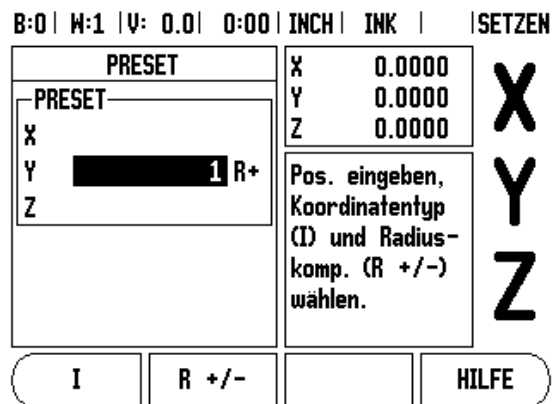 B:0 | W:1 | V: 0.0 | 0:00 | INCH | INK | | SETZEN
PRESET
PRESET
X
Y 1 R+
Z
X 0.0000
Y 0.0000
Z 0.0000
Pos. eingeben,
Koordinatentyp
(I) und Radius-
komp. (R +/-)
wählen.
X
Y
Z
I
R +/-
HILFE